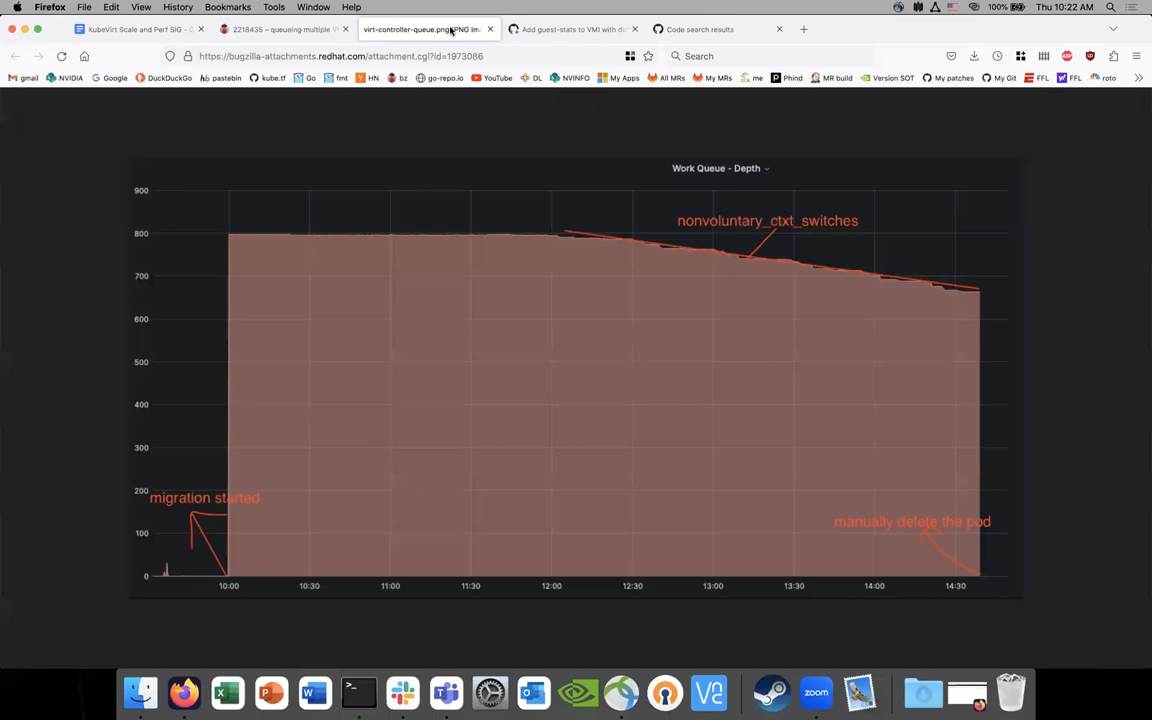 Firefox File Edit View History Bookmarks Tools Window Help 100% Thu 10:22 AM
KubeVirt Scale and Perf SIG - 2218435 – queueing multiple virt-controller-queue.png (PNG Im Add guest-stats to VMI with Code search results
https://bugzilla-attachments.redhat.com/attachment.cgi?id=1973086 Search
gmail NVIDIA Google DuckDuckGo pastebin kube.tf Go fmt HN bz go-repo.io YouTube DL NVINFO My Apps All MRs My MRs me Phind MR build Version SOT My patches My Git FFL FFL roto
Work Queue - Depth
900
nonvoluntary_ctxt_switches
800
700
600
500
400
300
200
migration started
manually delete the pod
100
0
10:00 10:30 11:00 11:30 12:00 12:30 13:00 13:30 14:00 14:30
zoom